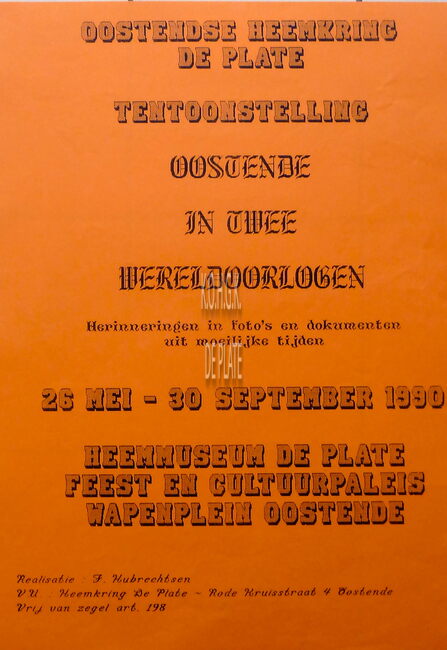 OOSTENDSE HEEMKRING
DE PLATE
TENTOONSTELLING
OOSTENDE
IN TWEE
WERELDOORLOGEN
K.O.H.G.K.
Herinneringen in foto's en dokumenten
uit moeilijke tijden
DE PLATE
26 MEI - 30 SEPTEMBER 1990
HEEMMUSEUM DE PLATE
FEEST EN CULTUURPALEIS
WAPENPLEIN OOSTENDE
Realisatie : F. Hubrechtsen
V.U. : Heemkring De Plate - Rode Kruisstraat 4 Oostende
Vrij van zegel art. 198